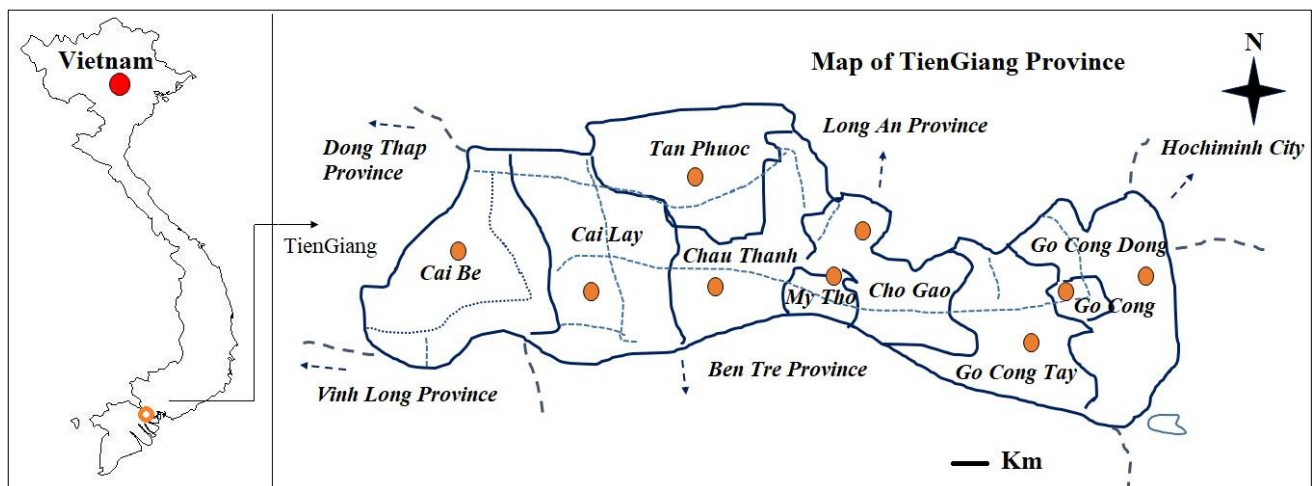 Vietnam
TienGiang
Map of TienGiang Province
N
Dong Thap
Province
Tan Phuoc
Long An Province
Hochiminh City
Cai Be
Cai Lay
Chau Thanh
My Tho
Cho Gao
Go Cong Dong
Go Cong
Go Cong Tay
Vinh Long Province
Ben Tre Province
Km